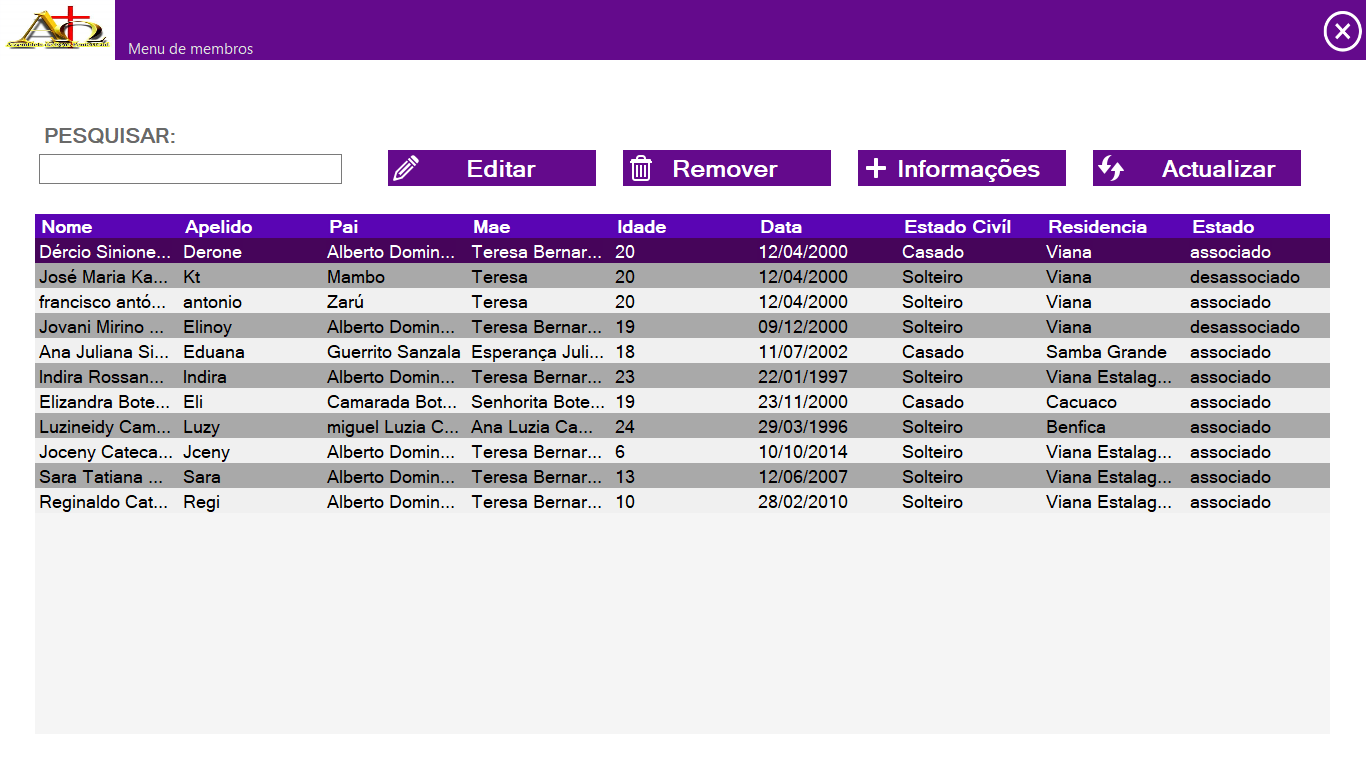 Menu de membros
PESQUISAR:
Editar Remover Informações Actualizar
Nome Apelido Pai Mae Idade Data Estado Civíl Residencia Estado
Dércio Sinione... Derone Alberto Domin... Teresa Bernar... 20 12/04/2000 Casado Viana associado
José Maria Ka... Kt Mambo Teresa 20 12/04/2000 Solteiro Viana desassociado
francisco antó... antonio Zarú Teresa 20 12/04/2000 Solteiro Viana associado
Jovani Mirino ... Elinoy Alberto Domin... Teresa Bernar... 19 09/12/2000 Solteiro Viana desassociado
Ana Juliana Si... Eduana Guerrito Sanzala Esperança Juli... 18 11/07/2002 Casado Samba Grande associado
Indira Rossan... Indira Alberto Domin... Teresa Bernar... 23 22/01/1997 Solteiro Viana Estalag... associado
Elizandra Bote... Eli Camarada Bot... Senhorita Bote... 19 23/11/2000 Casado Cacuaco associado
Luzineidy Cam... Luzy miguel Luzia C... Ana Luzia Ca... 24 29/03/1996 Solteiro Benfica associado
Joceny Cateca... Jceny Alberto Domin... Teresa Bernar... 6 10/10/2014 Solteiro Viana Estalag... associado
Sara Tatiana ... Sara Alberto Domin... Teresa Bernar... 13 12/06/2007 Solteiro Viana Estalag... associado
Reginaldo Cat... Regi Alberto Domin... Teresa Bernar... 10 28/02/2010 Solteiro Viana Estalag... associado